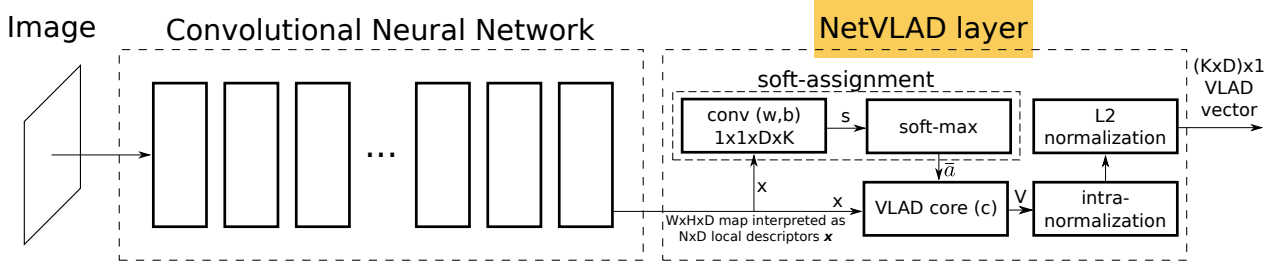 Image
Convolutional Neural Network
...
NetVLAD layer
soft-assignment
conv (w,b)
1x1xDxK
s
soft-max
L2
normalization
(KxD)x1
VLAD
vector
x
a̅
x
VLAD core (c)
V
intra-
normalization
WxHxD map interpreted as
NxD local descriptors x